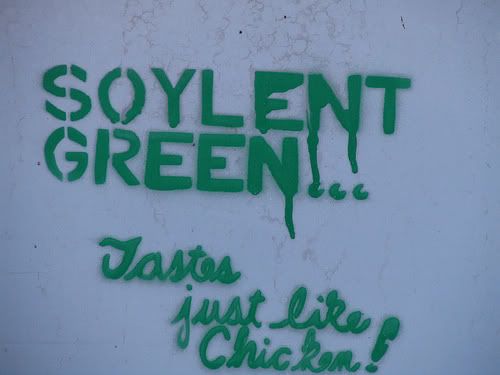 SOYLENT
GREEN...
Tastes
just like
Chicken!